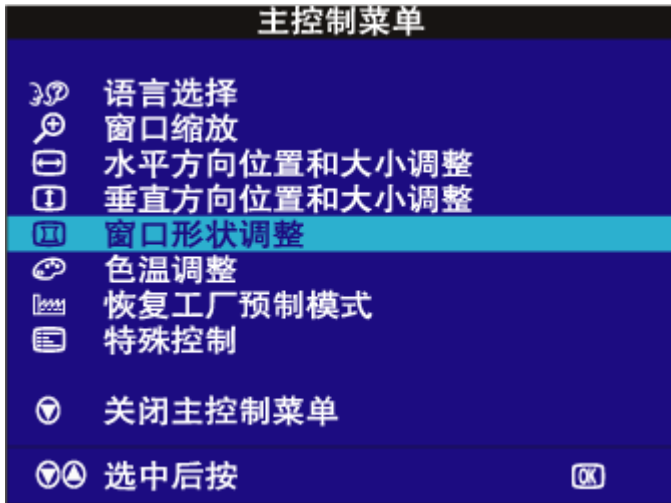 主控制菜单
语言选择
窗口缩放
水平方向位置和大小调整
垂直方向位置和大小调整
窗口形状调整
色温调整
恢复工厂预制模式
特殊控制
关闭主控制菜单
选中后按 OK